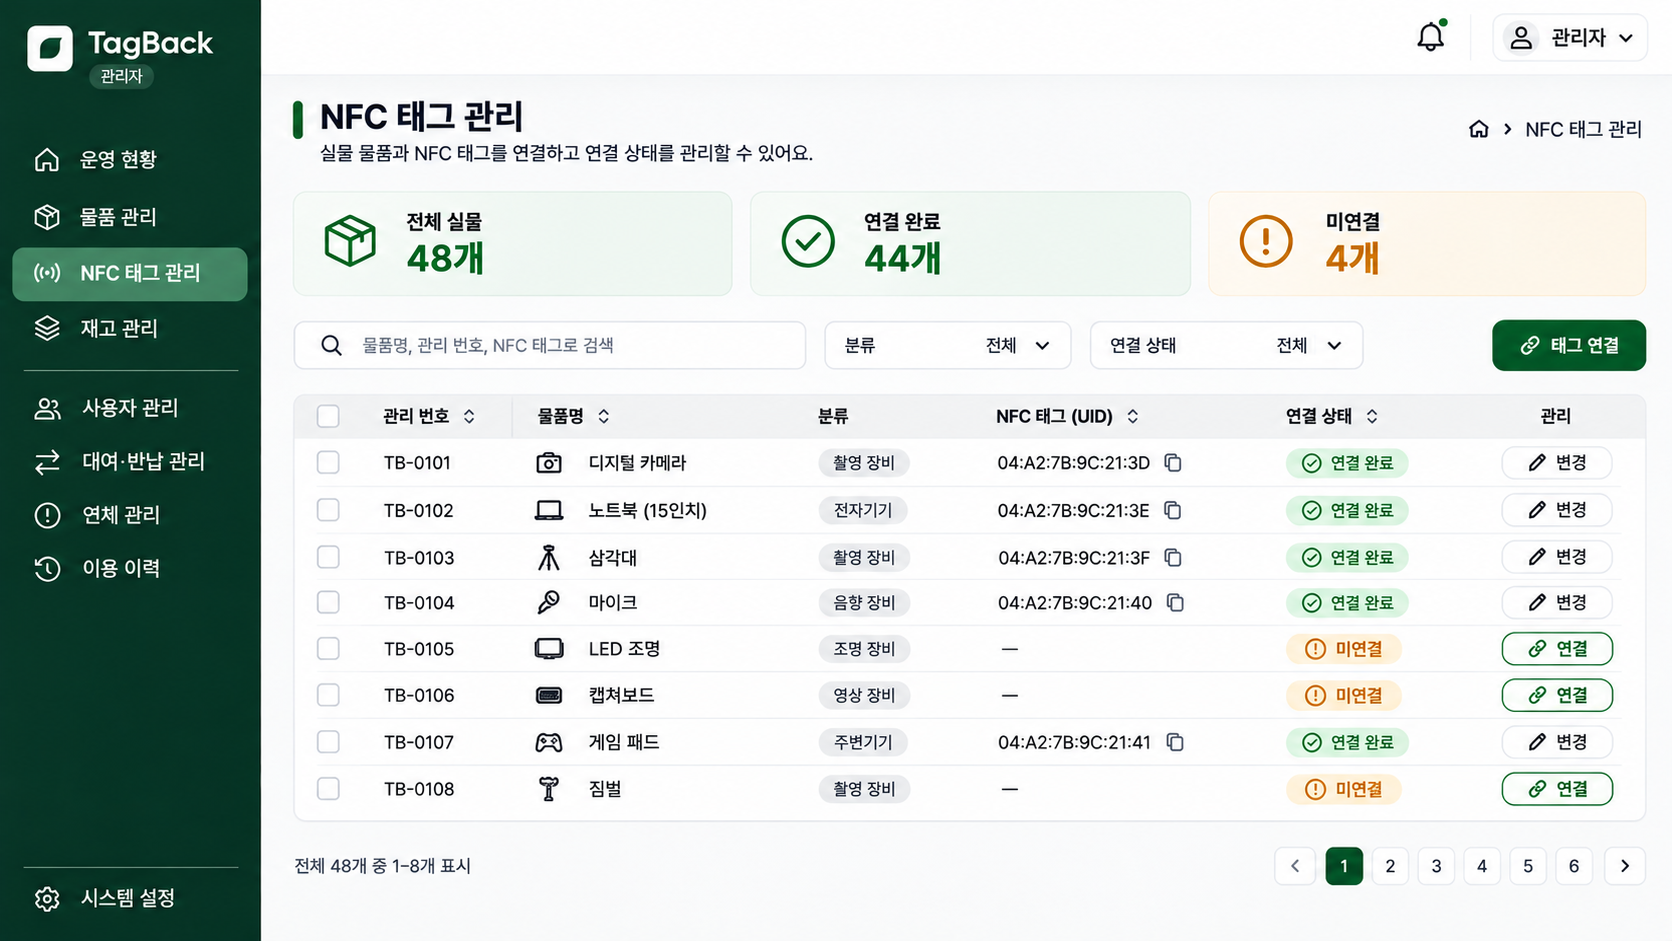 TagBack
관리자
운영 현황
물품 관리
NFC 태그 관리
재고 관리
사용자 관리
대여·반납 관리
연체 관리
이용 이력
시스템 설정
관리자
NFC 태그 관리
실물 물품과 NFC 태그를 연결하고 연결 상태를 관리할 수 있어요.
NFC 태그 관리
전체 실물
48개
연결 완료
44개
미연결
4개
물품명, 관리 번호, NFC 태그로 검색
분류 전체
연결 상태 전체
태그 연결
관리 번호 물품명 분류 NFC 태그 (UID) 연결 상태 관리
TB-0101 디지털 카메라 촬영 장비 04:A2:7B:9C:21:3D 연결 완료 변경
TB-0102 노트북 (15인치) 전자기기 04:A2:7B:9C:21:3E 연결 완료 변경
TB-0103 삼각대 촬영 장비 04:A2:7B:9C:21:3F 연결 완료 변경
TB-0104 마이크 음향 장비 04:A2:7B:9C:21:40 연결 완료 변경
TB-0105 LED 조명 조명 장비 — 미연결 연결
TB-0106 캡쳐보드 영상 장비 — 미연결 연결
TB-0107 게임 패드 주변기기 04:A2:7B:9C:21:41 연결 완료 변경
TB-0108 짐벌 촬영 장비 — 미연결 연결
전체 48개 중 1–8개 표시
1 2 3 4 5 6